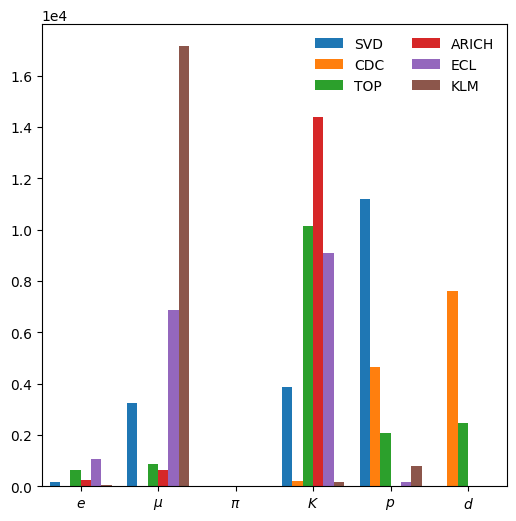 1e4
SVD
CDC
TOP
ARICH
ECL
KLM
1.6
1.4
1.2
1.0
0.8
0.6
0.4
0.2
0.0
e μ π K p d